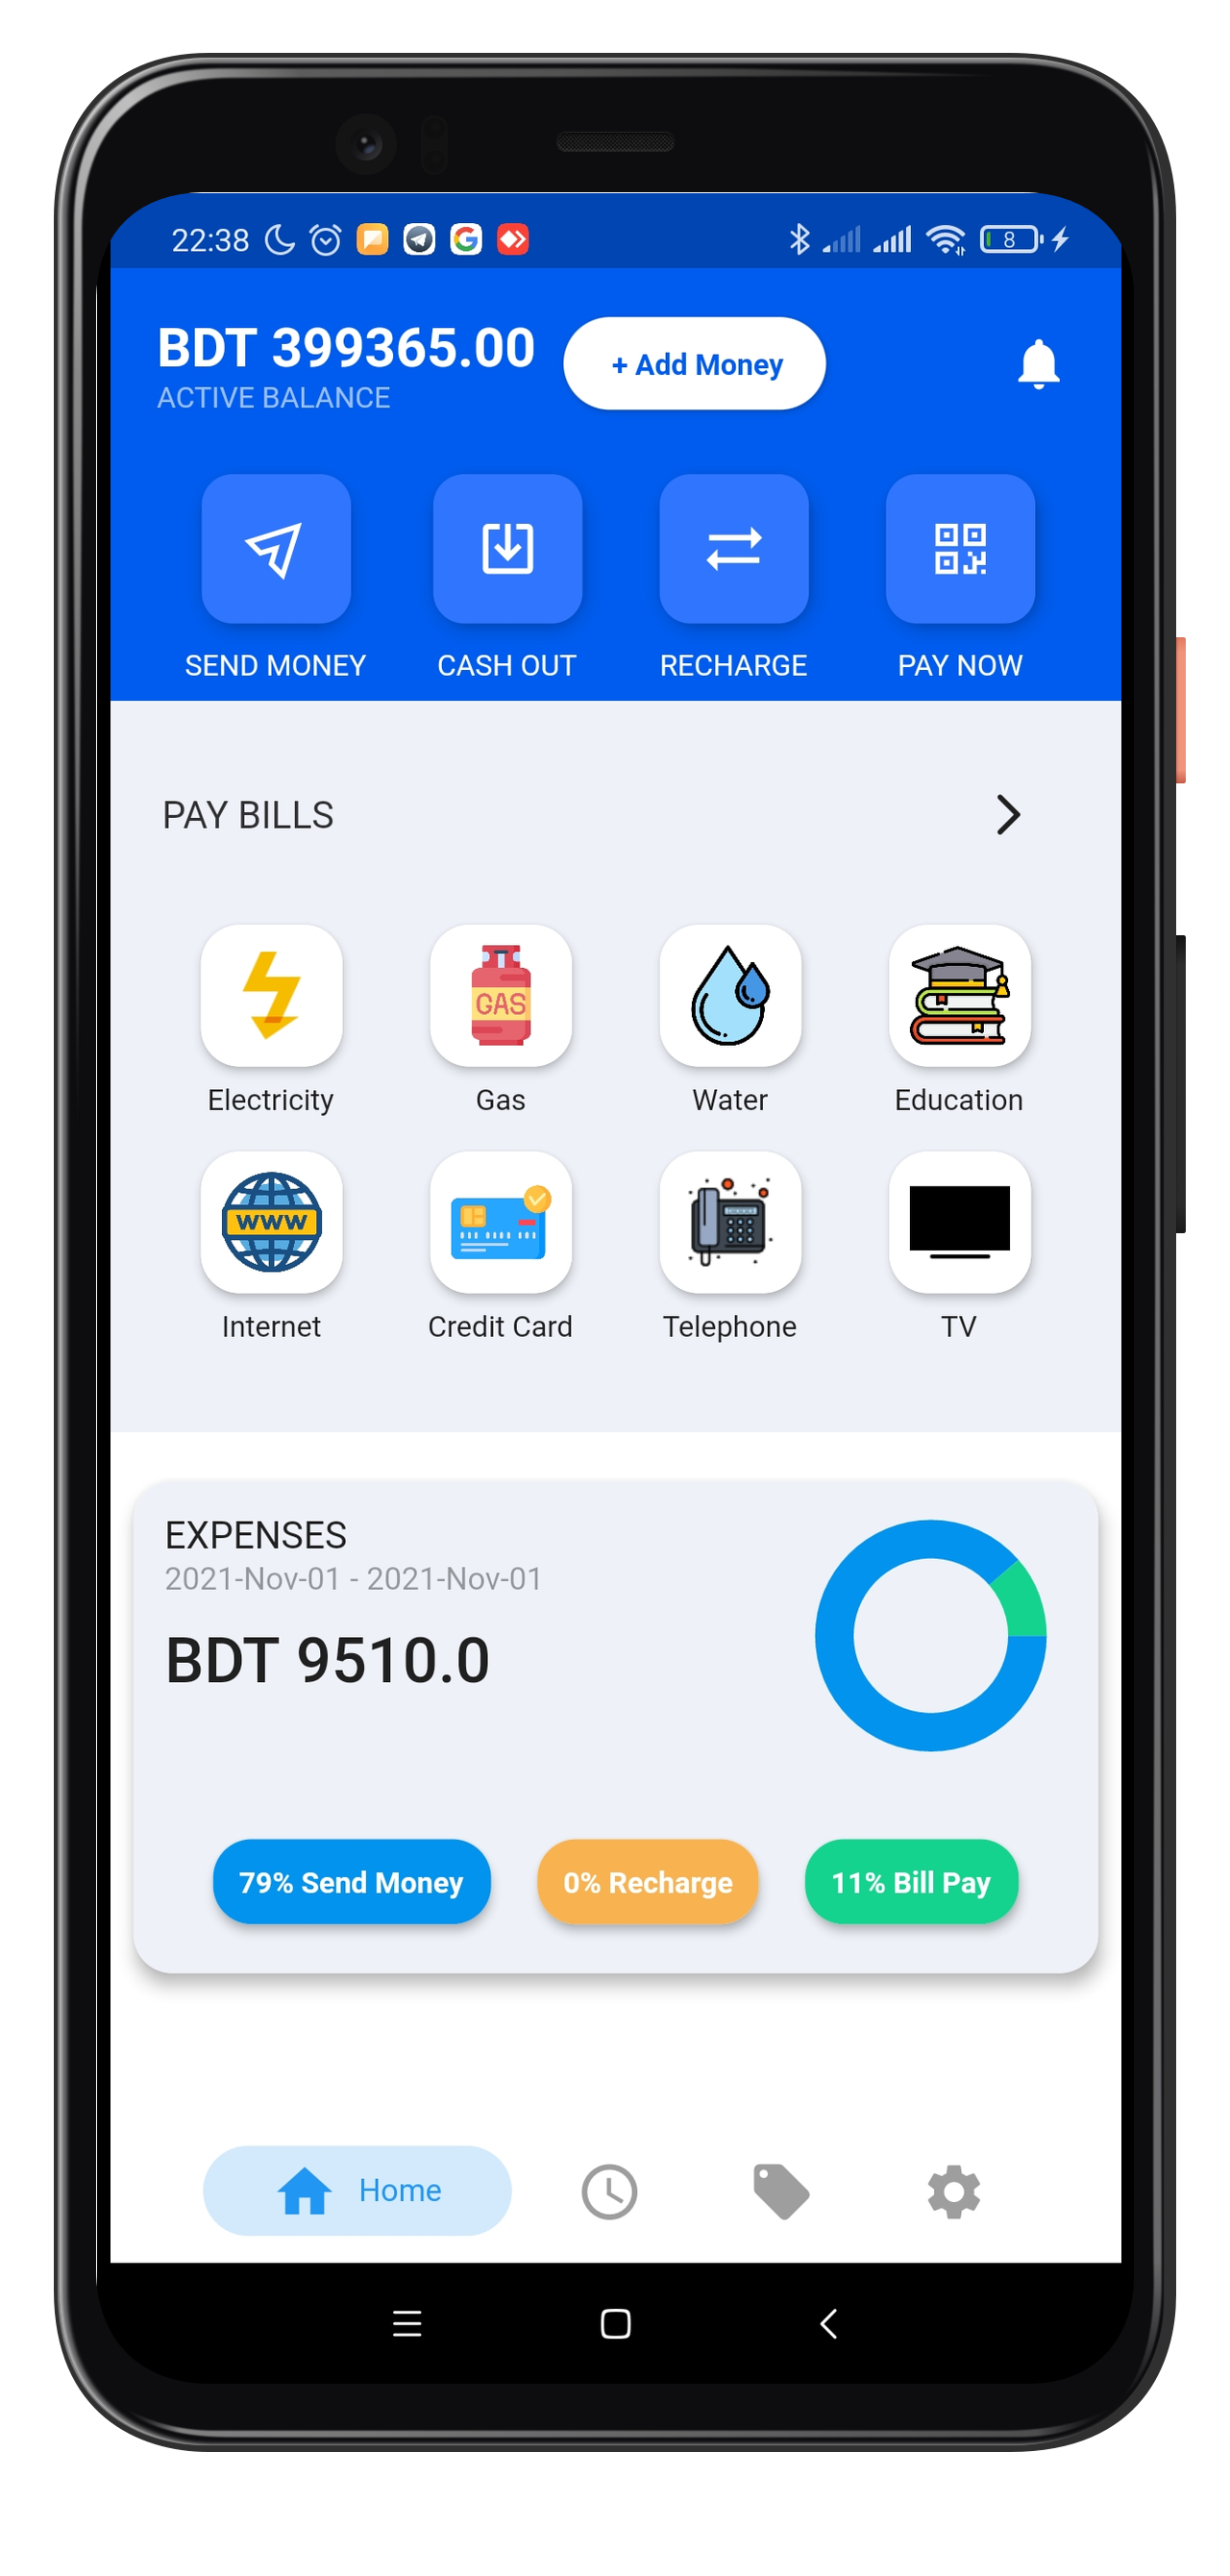 22:38
8
BDT 399365.00
ACTIVE BALANCE
+ Add Money
SEND MONEY
CASH OUT
RECHARGE
PAY NOW
PAY BILLS
GAS
Electricity
Gas
Water
Education
WWW
Internet
Credit Card
Telephone
TV
EXPENSES
2021-Nov-01 - 2021-Nov-01
BDT 9510.0
79% Send Money
0% Recharge
11% Bill Pay
Home